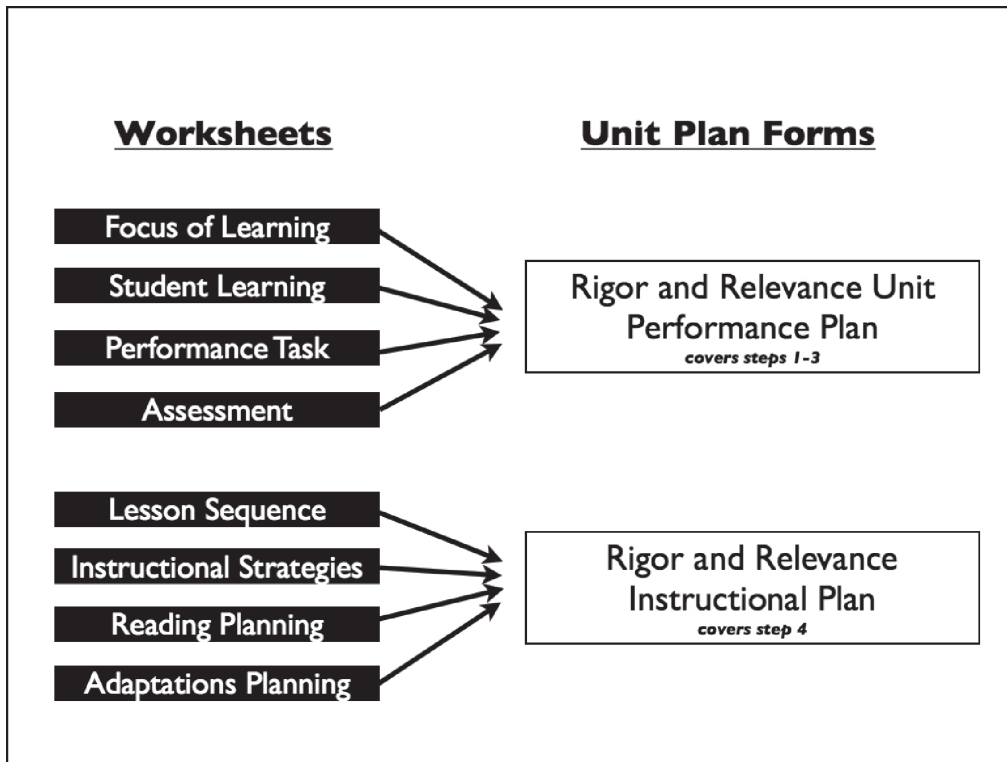 Worksheets
Unit Plan Forms
Focus of Learning
Student Learning
Performance Task
Assessment
Rigor and Relevance Unit
Performance Plan
covers steps 1-3
Lesson Sequence
Instructional Strategies
Reading Planning
Adaptations Planning
Rigor and Relevance
Instructional Plan
covers step 4